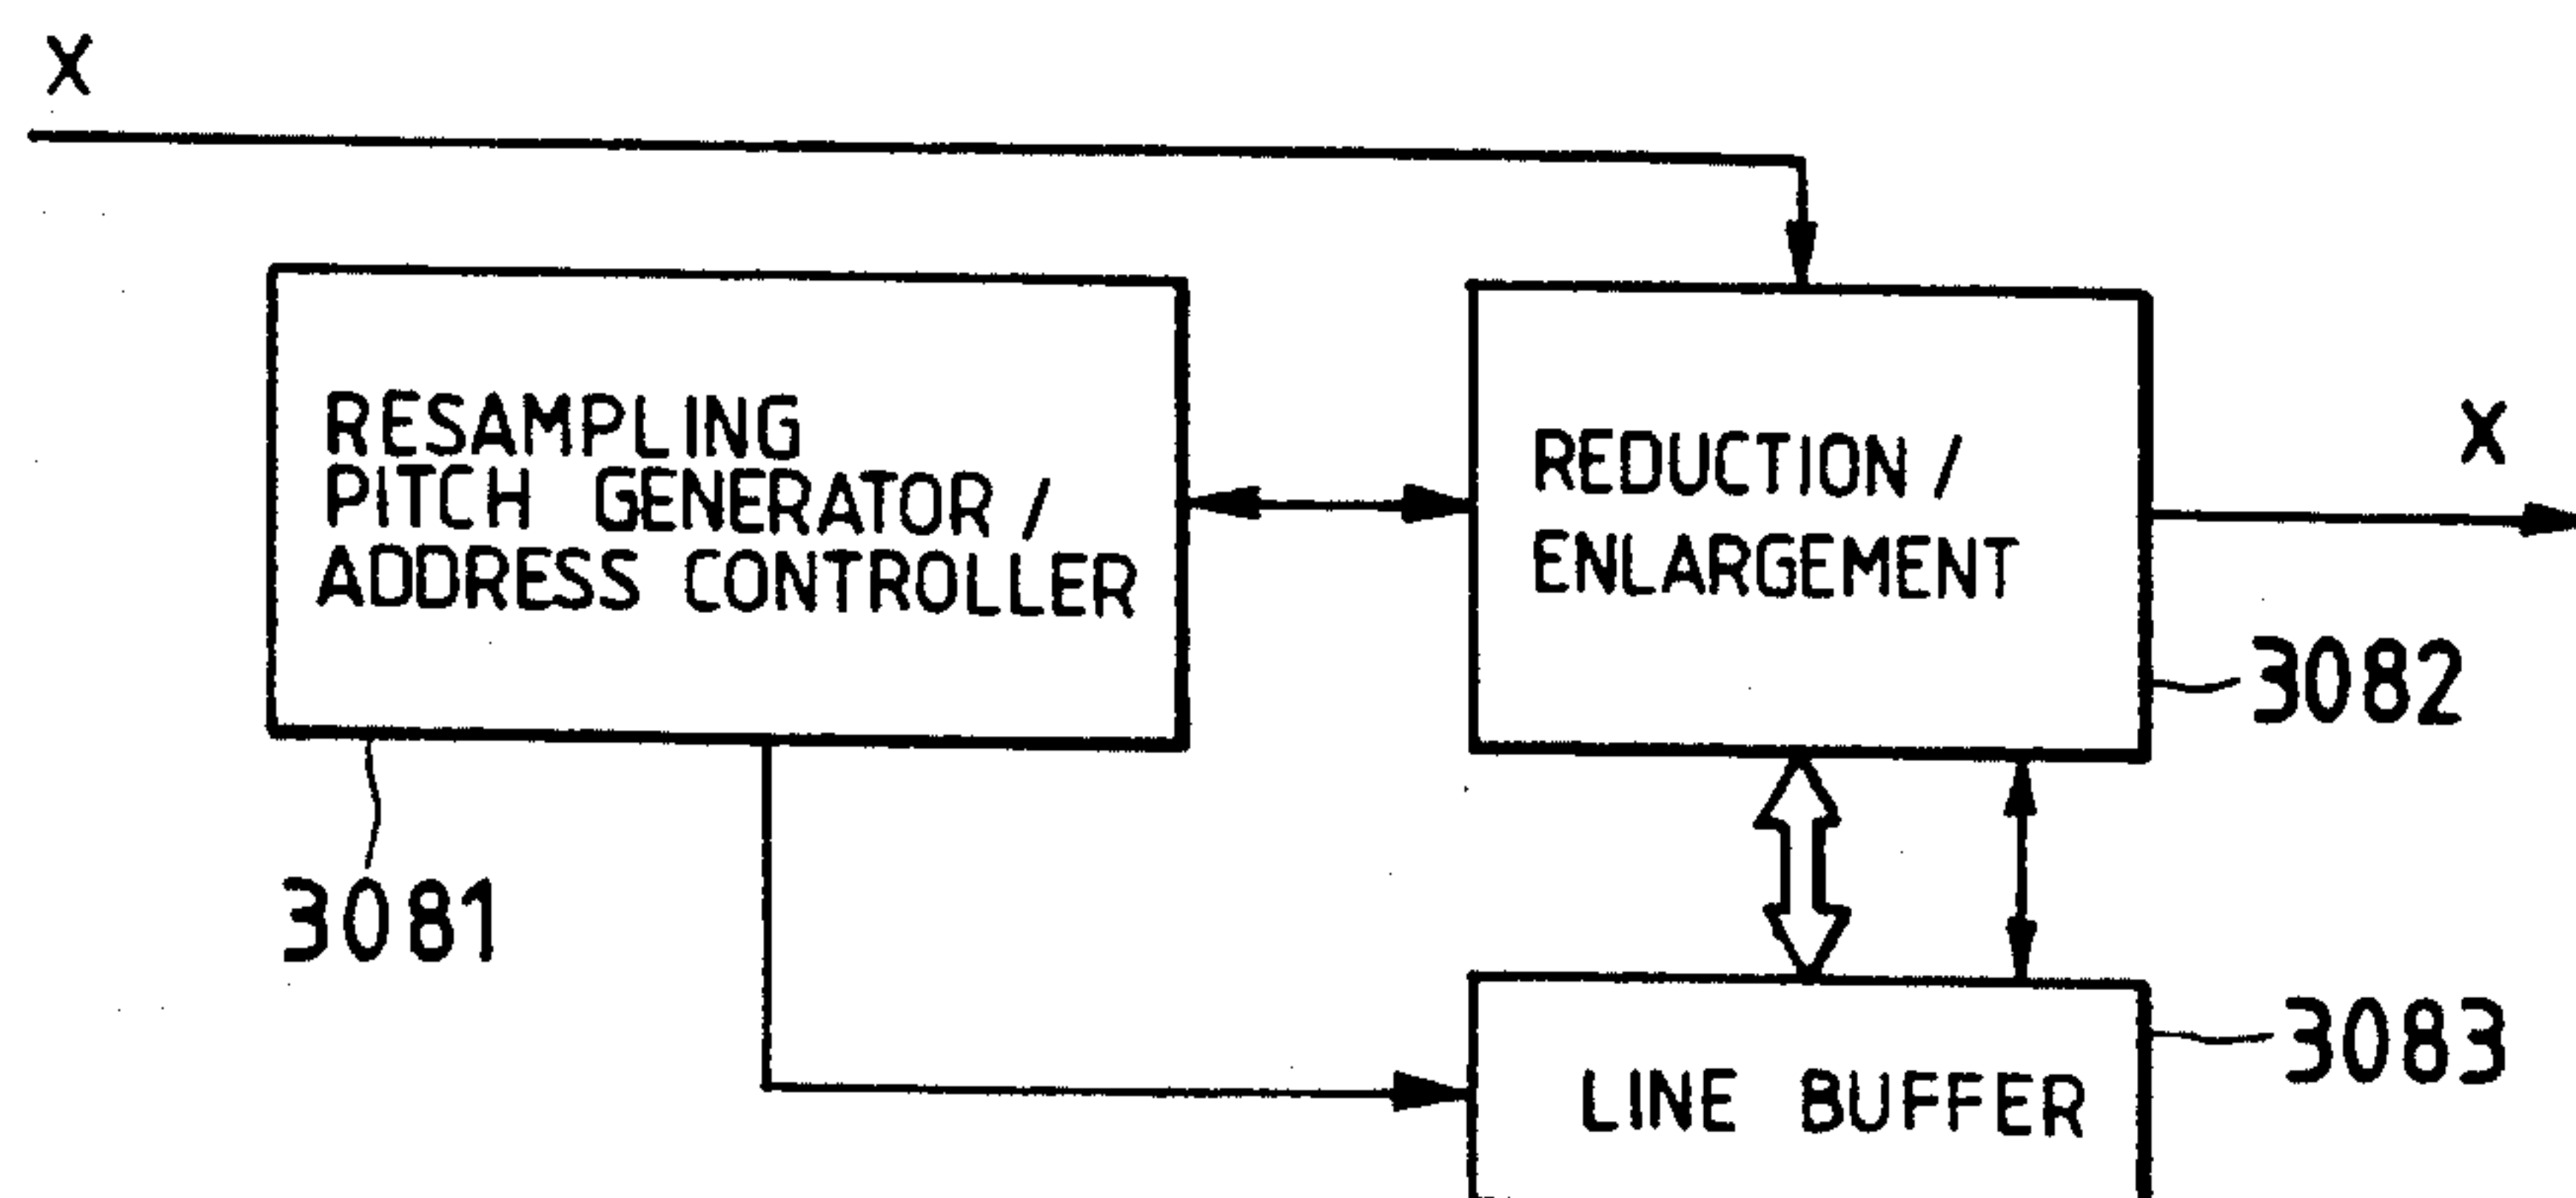 X
RESAMPLING
PITCH GENERATOR /
ADDRESS CONTROLLER
REDUCTION /
ENLARGEMENT
X
3082
3081
3083
LINE BUFFER